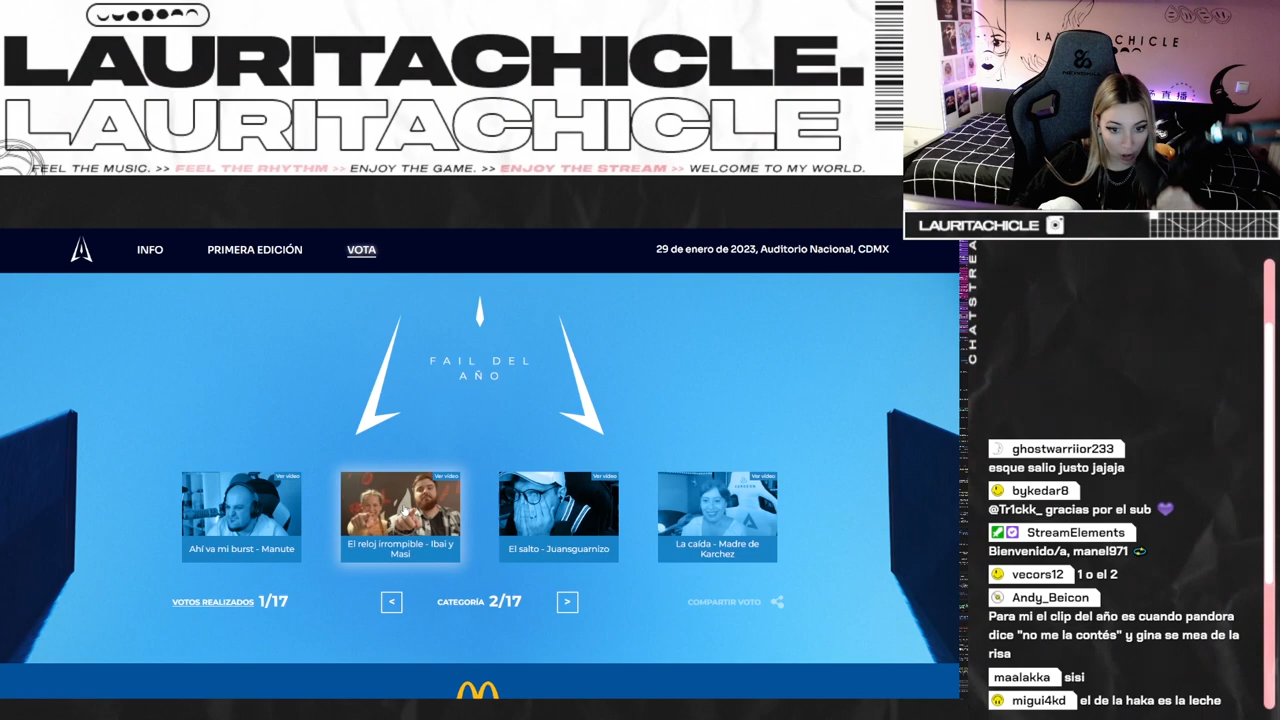 LAURITACHICLE.
LAURITACHICLE
FEEL THE MUSIC. >> FEEL THE RHYTHM >> ENJOY THE GAME. >> ENJOY THE STREAM >> WELCOME TO MY WORLD.
LAURITACHICLE
INFO
PRIMERA EDICIÓN
VOTA
29 de enero de 2023, Auditorio Nacional, CDMX
FAIL DEL
AÑO
Ver vídeo
Ahí va mi burst - Manute
Ver vídeo
El reloj irrompible - Ibai y
Masi
Ver vídeo
El salto - Juansguarnizo
Ver vídeo
La caída - Madre de
Karchez
VOTOS REALIZADOS 1/17
<
CATEGORÍA 2/17
>
COMPARTIR VOTO
CHATSTREA
ghostwarriior233
esque salio justo jajaja
bykedar8
@Tr1ckk_ gracias por el sub
StreamElements
Bienvenido/a, manel971
vecors12 1 o el 2
Andy_Beicon
Para mi el clip del año es cuando pandora
dice "no me la contés" y gina se mea de la
risa
maalakka sisi
migui4kd el de la haka es la leche